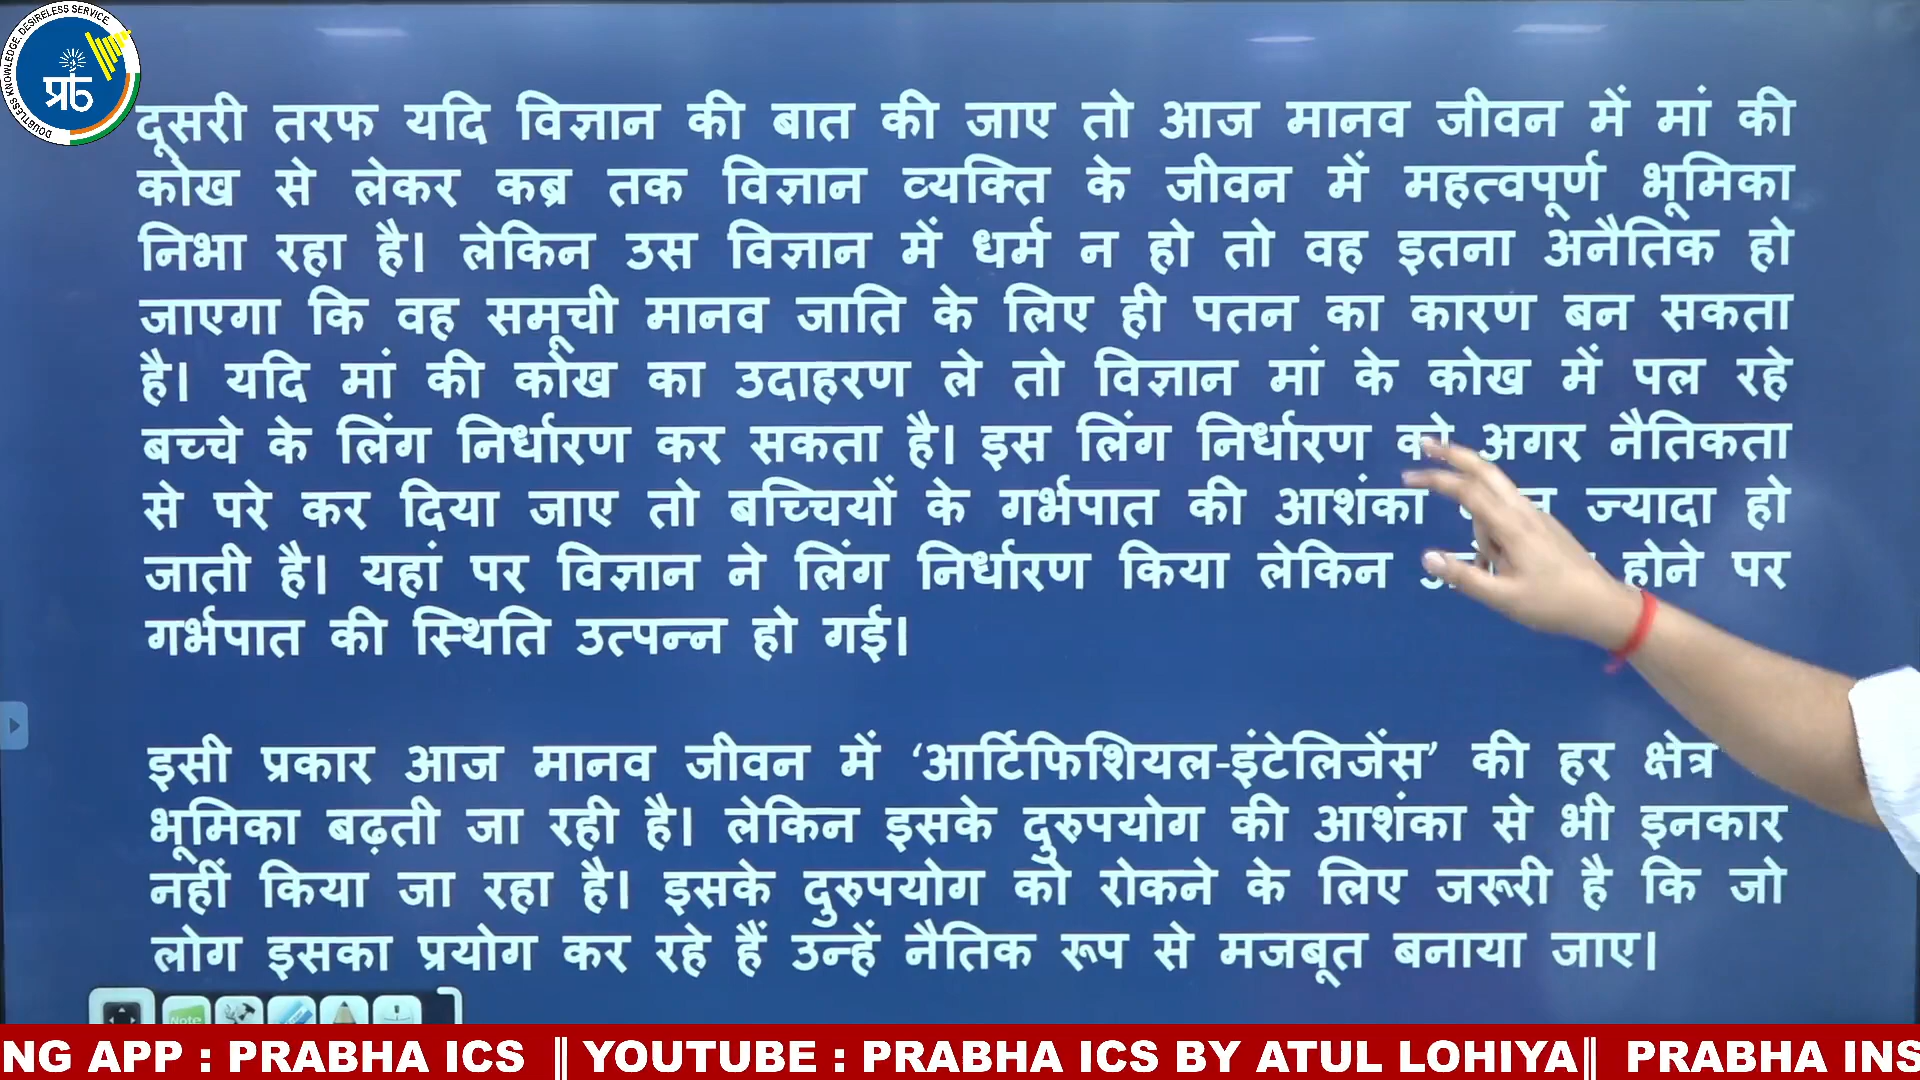 DOUBTLESS KNOWLEDGE, DESIRELESS SERVICE
प्रभ
दूसरी तरफ यदि विज्ञान की बात की जाए तो आज मानव जीवन में मां की
कोख से लेकर कब्र तक विज्ञान व्यक्ति के जीवन में महत्वपूर्ण भूमिका
निभा रहा है। लेकिन उस विज्ञान में धर्म न हो तो वह इतना अनैतिक हो
जाएगा कि वह समूची मानव जाति के लिए ही पतन का कारण बन सकता
है। यदि मां की कोख का उदाहरण ले तो विज्ञान मां के कोख में पल रहे
बच्चे के लिंग निर्धारण कर सकता है। इस लिंग निर्धारण को अगर नैतिकता
से परे कर दिया जाए तो बच्चियों के गर्भपात की आशंका ज्यादा हो
जाती है। यहां पर विज्ञान ने लिंग निर्धारण किया लेकिन होने पर
गर्भपात की स्थिति उत्पन्न हो गई।
इसी प्रकार आज मानव जीवन में ‘आर्टिफिशियल-इंटेलिजेंस’ की हर क्षेत्र
भूमिका बढ़ती जा रही है। लेकिन इसके दुरुपयोग की आशंका से भी इनकार
नहीं किया जा रहा है। इसके दुरुपयोग को रोकने के लिए जरूरी है कि जो
लोग इसका प्रयोग कर रहे हैं उन्हें नैतिक रूप से मजबूत बनाया जाए।
Note
NG APP : PRABHA ICS || YOUTUBE : PRABHA ICS BY ATUL LOHIYA|| PRABHA INS